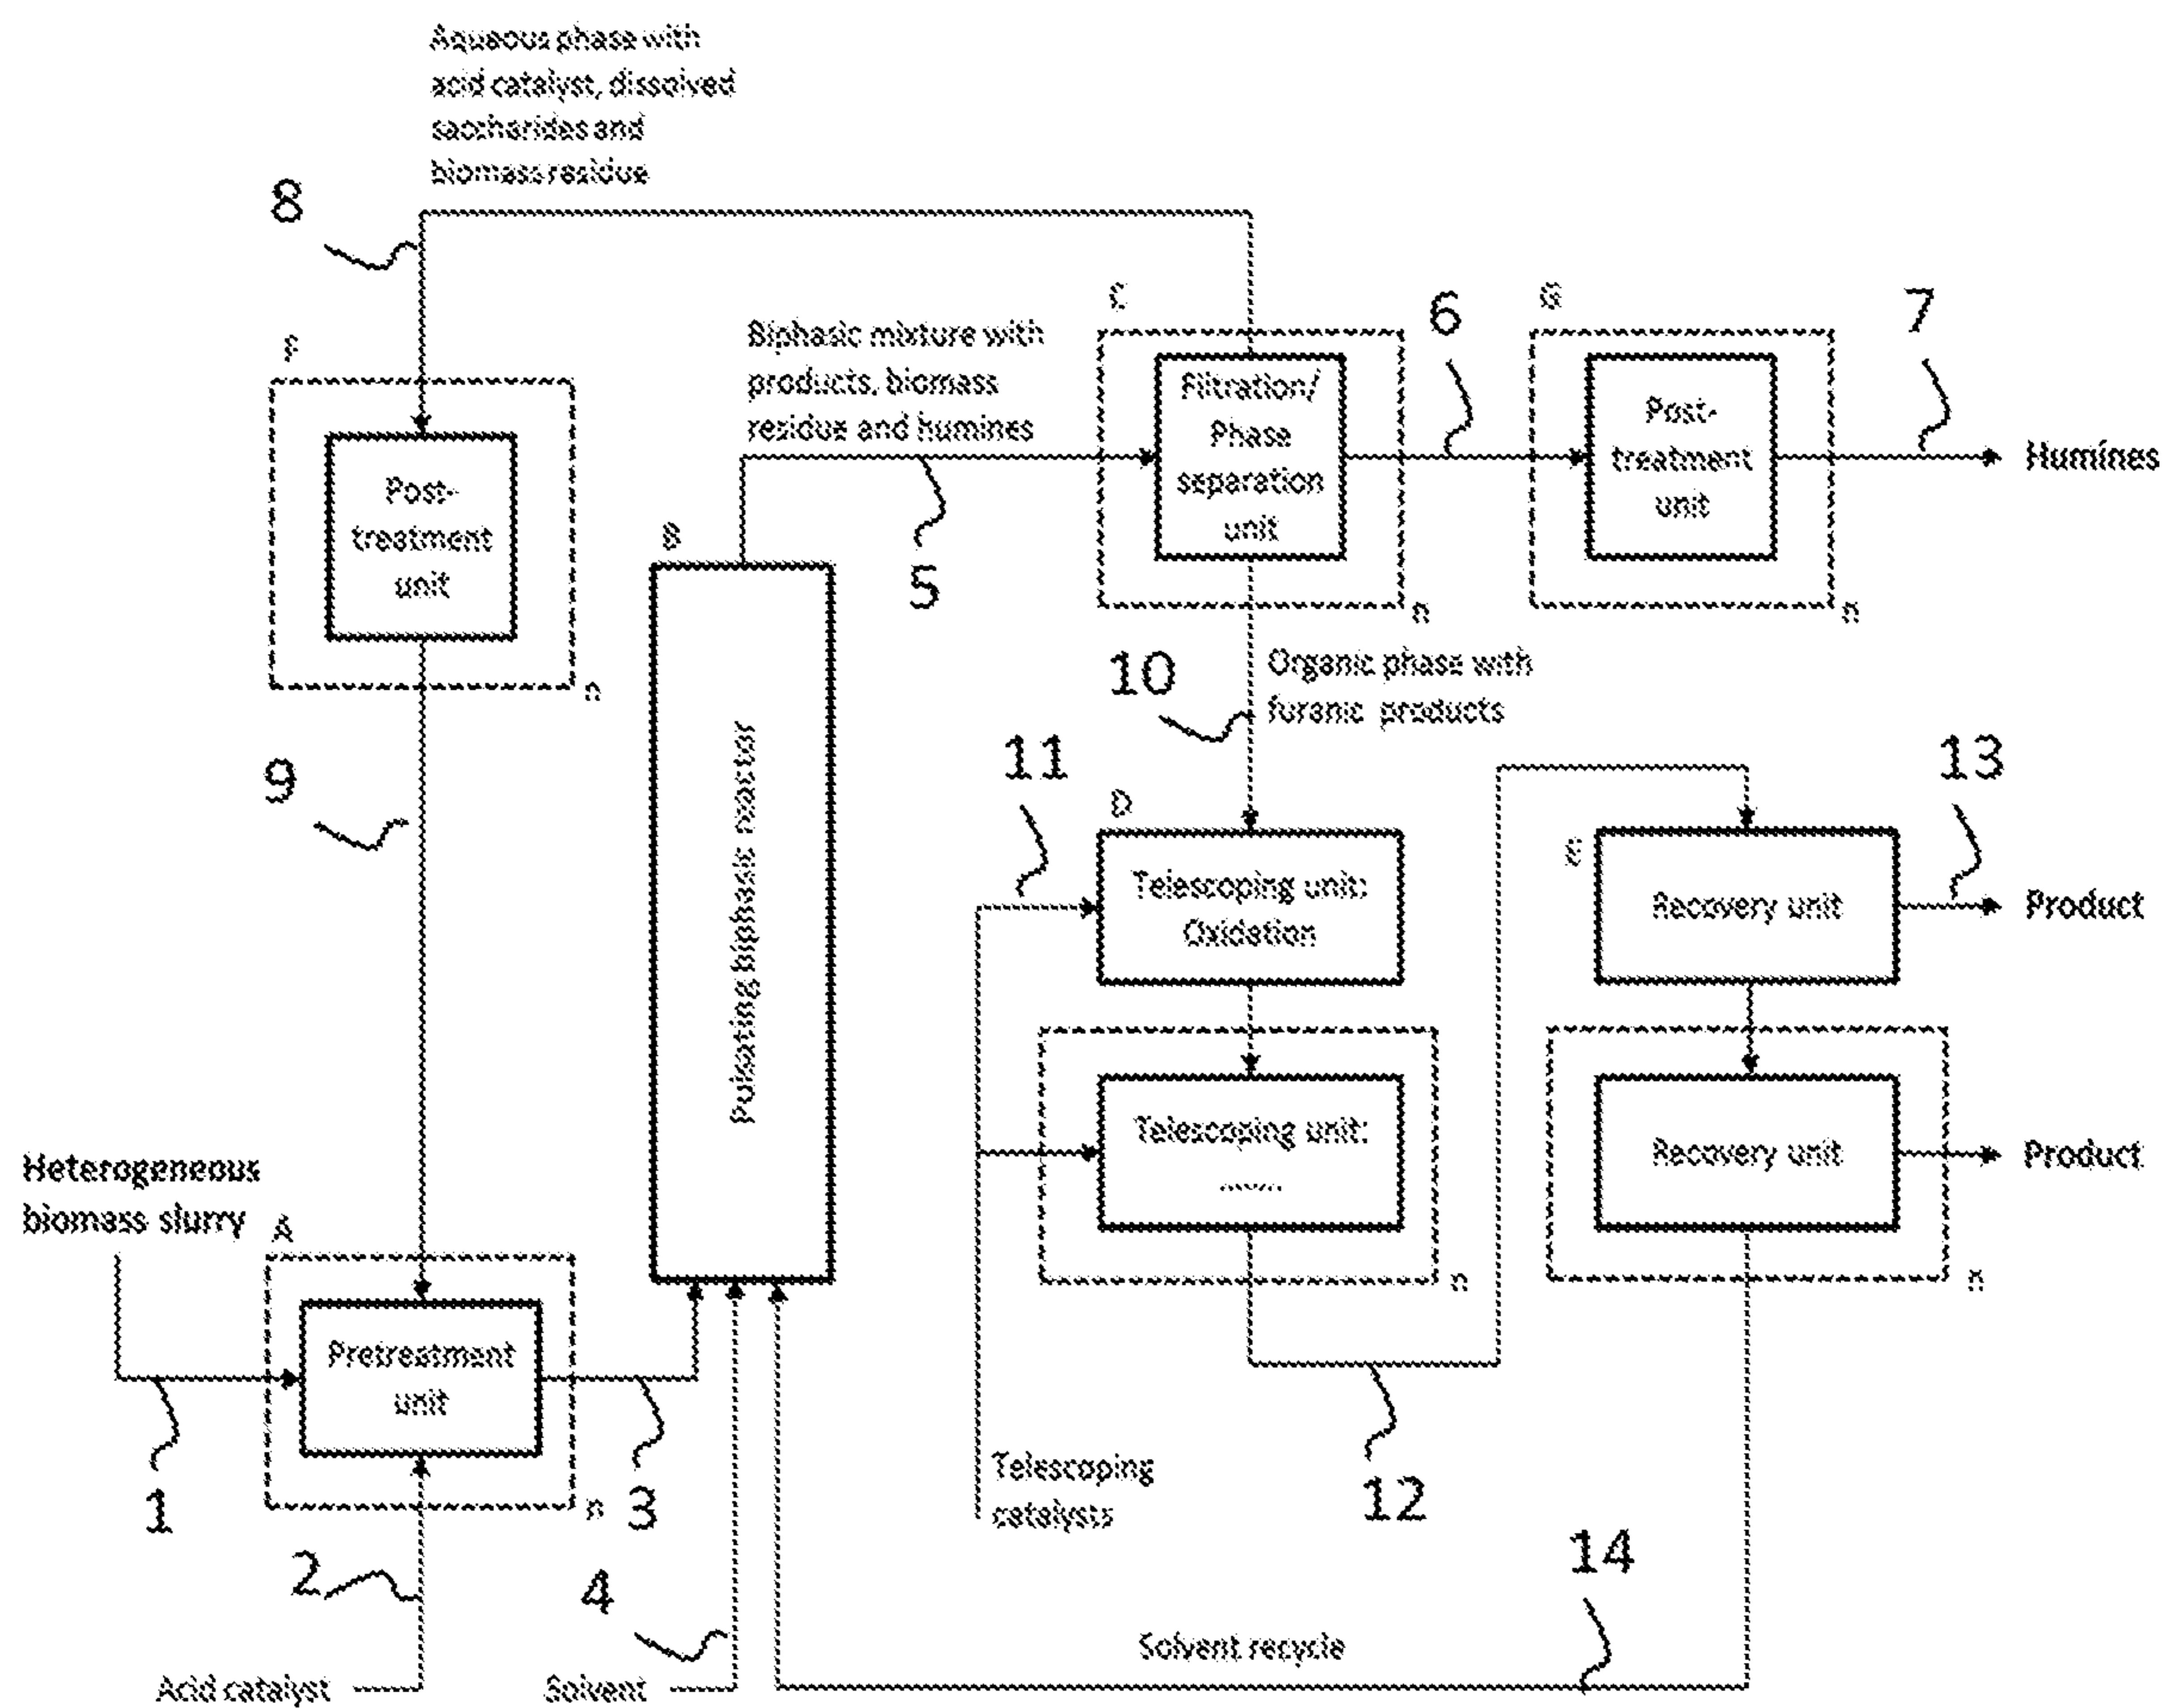 Aqueous phase with
acid catalyst, dissolved
saccharides and
biomass residue
8
C
6
G
7
F
Biphasic mixture with
products, biomass
residue and humines
Filtration/
Phase
separation
unit
Post-
treatment
unit
Humines
Post-
treatment
unit
B
5
n
n
n
10
Organic phase with
furanic products
9
11
13
D
E
Pulsating biphasic reactor
Telescoping unit:
Oxidation
Recovery unit
Product
Heterogeneous
biomass slurry
A
Telescoping unit:
.......
Recovery unit
Product
n
n
Pretreatment
unit
1
n
3
Telescoping
catalysts
12
2
4
14
Solvent recycle
Acid catalyst
Solvent